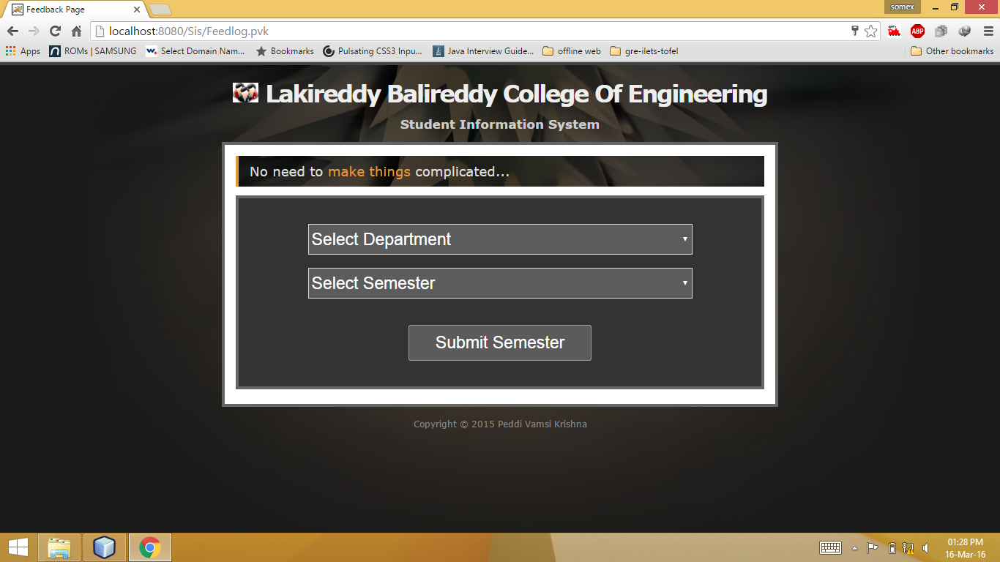 Feedback Page
somex
localhost:8080/Sis/Feedlog.pvk
ABP
Apps ROMs | SAMSUNG Select Domain Nam... Bookmarks Pulsating CSS3 Inpu... Java Interview Guide... offline web gre-ilets-tofel Other bookmarks
Lakireddy Balireddy College Of Engineering
Student Information System
No need to make things complicated...
Select Department
Select Semester
Submit Semester
Copyright © 2015 Peddi Vamsi Krishna
01:28 PM
16-Mar-16